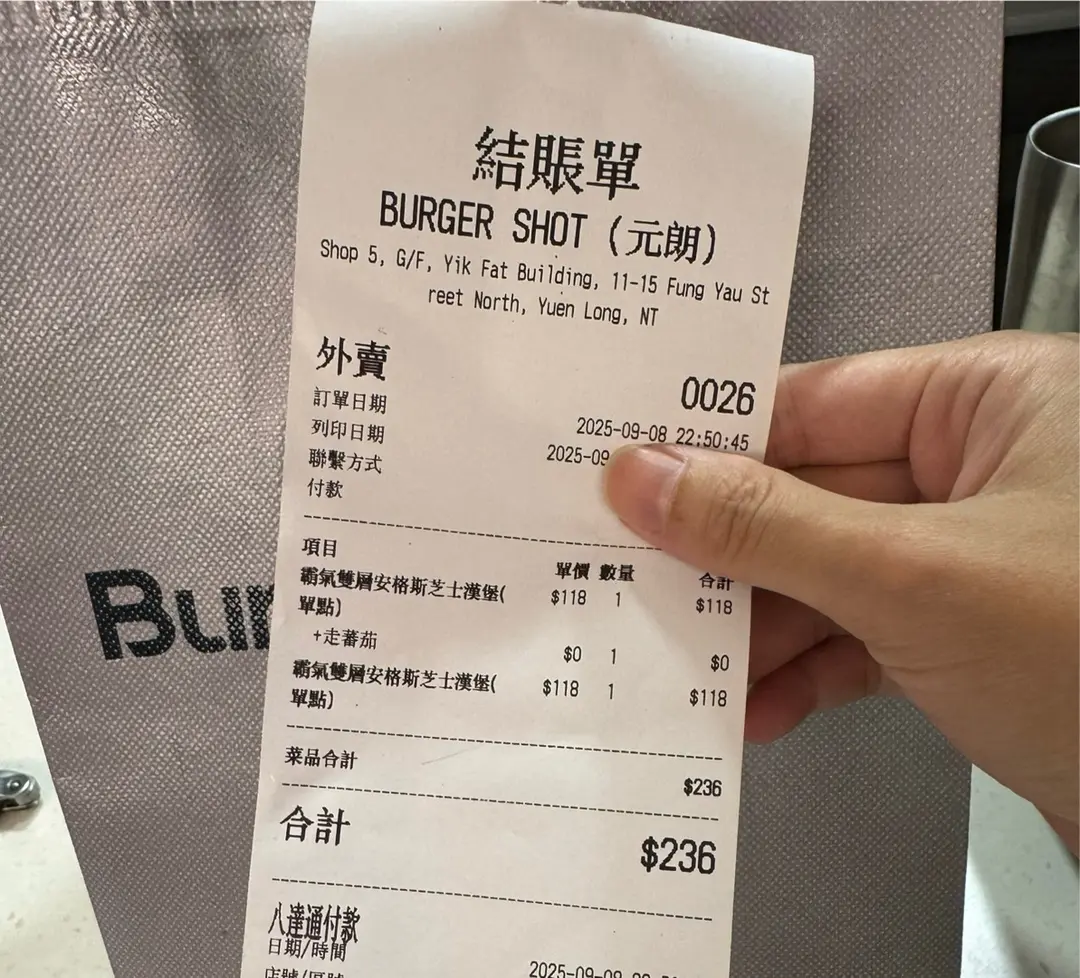 結賬單
BURGER SHOT (元朗)
Shop 5, G/F, Yik Fat Building, 11-15 Fung Yau St
reet North, Yuen Long, NT
外賣
0026
訂單日期 2025-09-08 22:50:45
列印日期 2025-09
聯繫方式
付款
項目 單價 數量 合計
霸氣雙層安格斯芝士漢堡( $118 1 $118
單點)
+走蕃茄 $0 1 $0
霸氣雙層安格斯芝士漢堡( $118 1 $118
單點)
菜品合計 $236
合計 $236
八達通付款
日期/時間 2025-09-08
Bur